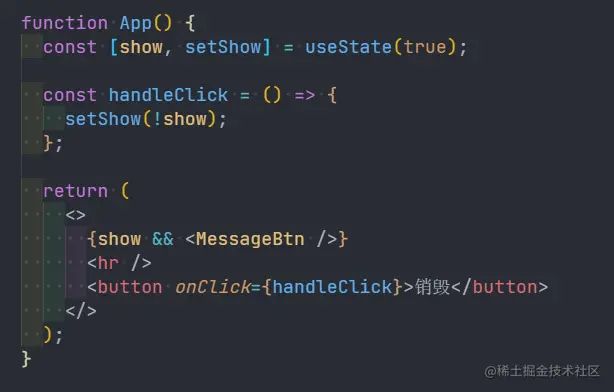 function App() {
  const [show, setShow] = useState(true);

  const handleClick = () => {
    setShow(!show);
  };

  return (
    <>
      {show && <MessageBtn />}
      <hr />
      <button onClick={handleClick}>销毁</button>
    </>
  );
}
@稀土掘金技术社区